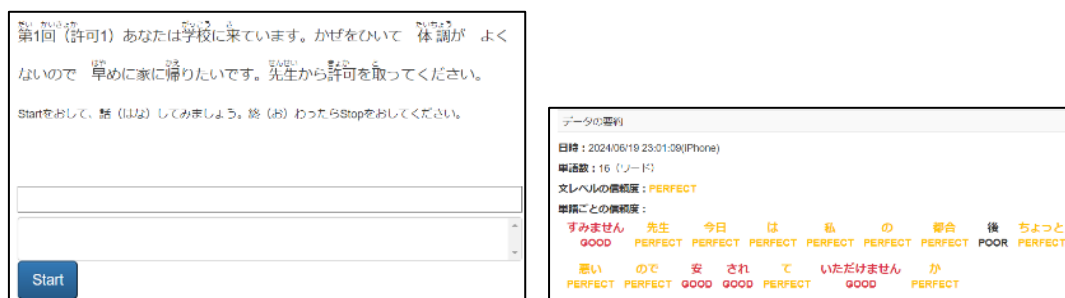 第1回（許可1）あなたは学校に来ています。かぜをひいて　体調が　よく
ないので　早めに家に帰りたいです。先生から許可を取ってください。
Startをおして、話（はな）してみましょう。終（お）わったらStopをおしてください。
Start
データの要約
日時：2024/06/19 23:01:09(iPhone)
単語数：16（ワード）
文レベルの信頼度：PERFECT
単語ごとの信頼度：
すみません 先生 今日 は 私 の 都合 後 ちょっと
GOOD PERFECT PERFECT PERFECT PERFECT PERFECT PERFECT POOR PERFECT
悪い ので 安 され て いただけません か
PERFECT PERFECT GOOD GOOD PERFECT GOOD PERFECT